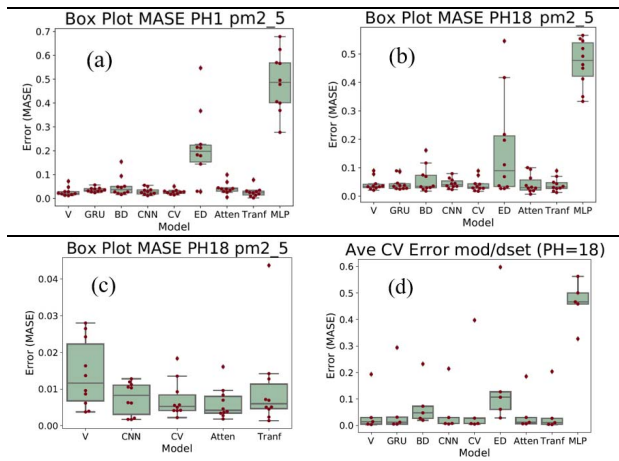 Box Plot MASE PH1 pm2_5
(a)
Error (MASE)
0.7
0.6
0.5
0.4
0.3
0.2
0.1
0.0
V GRU BD CNN CV ED Atten Tranf MLP
Model
Box Plot MASE PH18 pm2_5
(b)
Error (MASE)
0.5
0.4
0.3
0.2
0.1
0.0
V GRU BD CNN CV ED Atten Tranf MLP
Model
Box Plot MASE PH18 pm2_5
(c)
Error (MASE)
0.04
0.03
0.02
0.01
0.00
V CNN CV Atten Tranf
Model
Ave CV Error mod/dset (PH=18)
(d)
Error (MASE)
0.6
0.5
0.4
0.3
0.2
0.1
0.0
V GRU BD CNN CV ED Atten Tranf MLP
Model